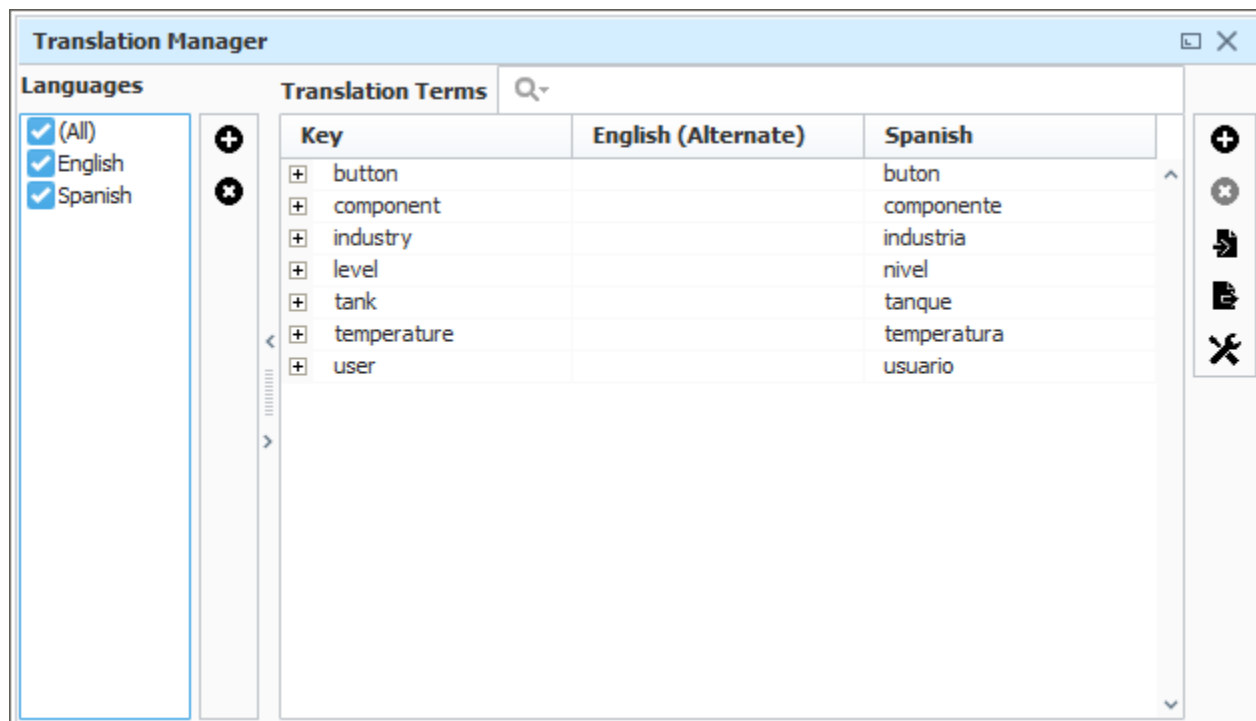 Translation Manager
Languages
Translation Terms
(All)
English
Spanish
Key English (Alternate) Spanish
button buton
component componente
industry industria
level nivel
tank tanque
temperature temperatura
user usuario